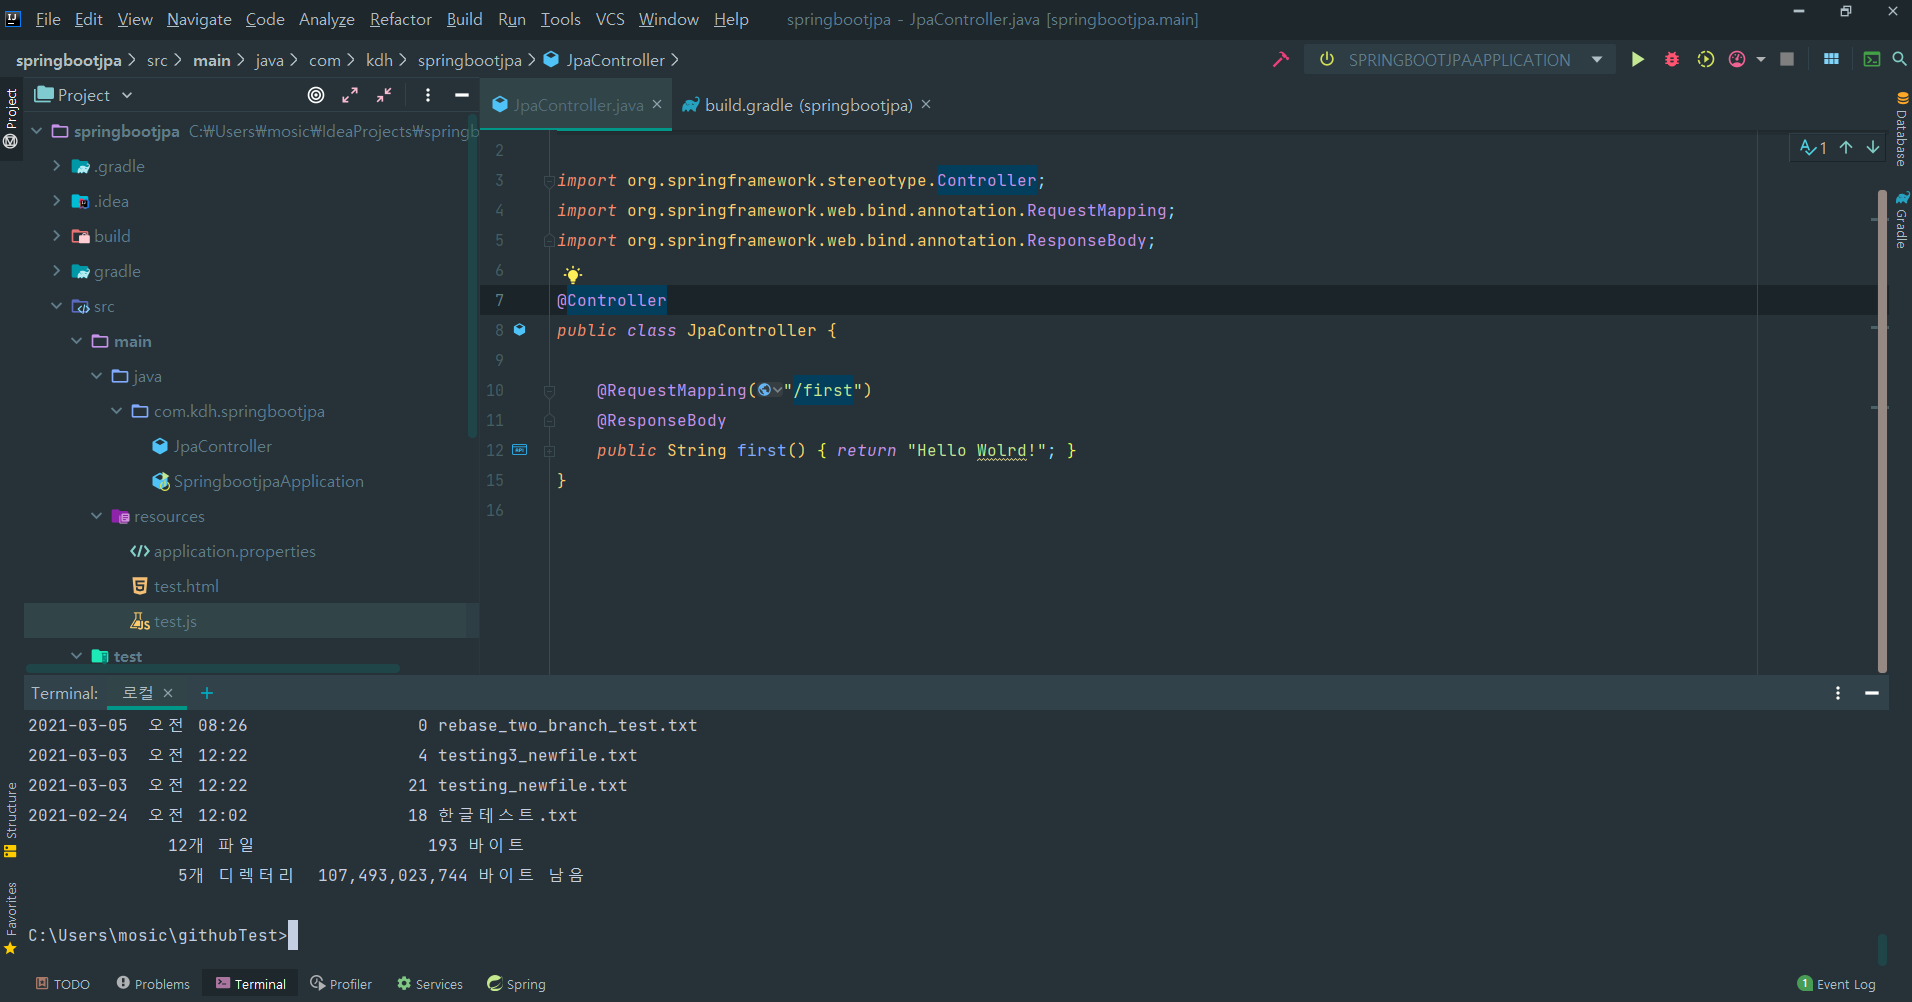 File Edit View Navigate Code Analyze Refactor Build Run Tools VCS Window Help springbootjpa - JpaController.java [springbootjpa.main]
springbootjpa src main java com kdh springbootjpa JpaController SPRINGBOOTJPAAPPLICATION
Project
Project
JpaController.java build.gradle (springbootjpa)
springbootjpa C:₩Users₩mosic₩IdeaProjects₩springb
.gradle
.idea
build
gradle
src
main
java
com.kdh.springbootjpa
JpaController
SpringbootjpaApplication
resources
application.properties
test.html
test.js
test
2
3 import org.springframework.stereotype.Controller;
4 import org.springframework.web.bind.annotation.RequestMapping;
5 import org.springframework.web.bind.annotation.ResponseBody;
6
7 @Controller
8 public class JpaController {
9
10 @RequestMapping("/first")
11 @ResponseBody
12 public String first() { return "Hello Wolrd!"; }
15 }
16
1
Database
Gradle
Terminal: 로컬
2021-03-05 오전 08:26 0 rebase_two_branch_test.txt
2021-03-03 오전 12:22 4 testing3_newfile.txt
2021-03-03 오전 12:22 21 testing_newfile.txt
2021-02-24 오전 12:02 18 한글테스트.txt
12개 파일 193 바이트
5개 디렉터리 107,493,023,744 바이트 남음
C:\Users\mosic\githubTest>
Structure
Favorites
TODO Problems Terminal Profiler Services Spring 1 Event Log